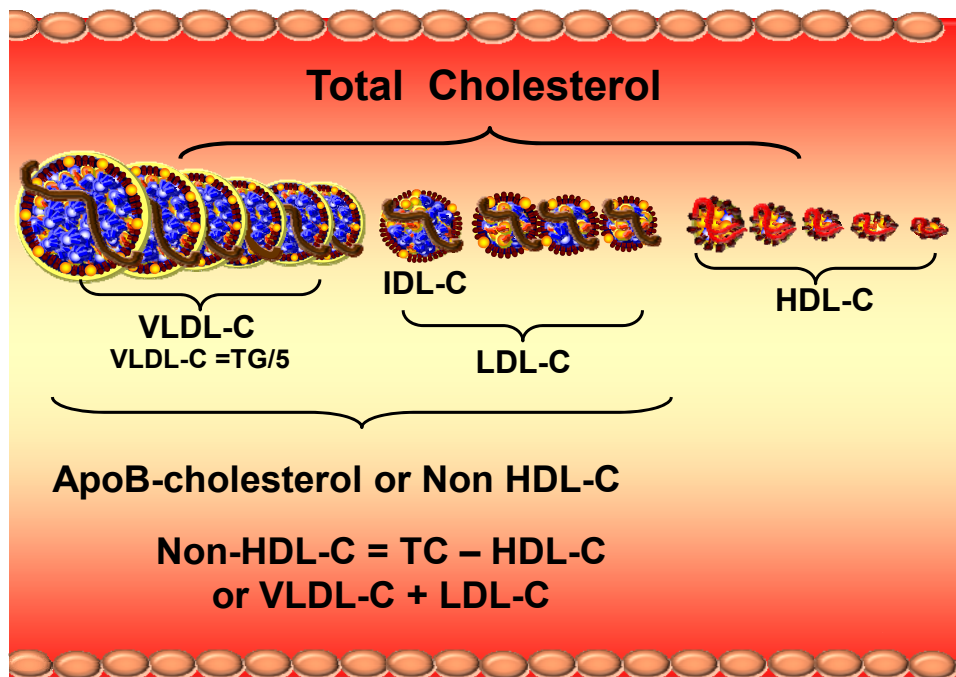 Total Cholesterol
IDL-C
HDL-C
VLDL-C
VLDL-C =TG/5
LDL-C
ApoB-cholesterol or Non HDL-C
Non-HDL-C = TC – HDL-C
or VLDL-C + LDL-C